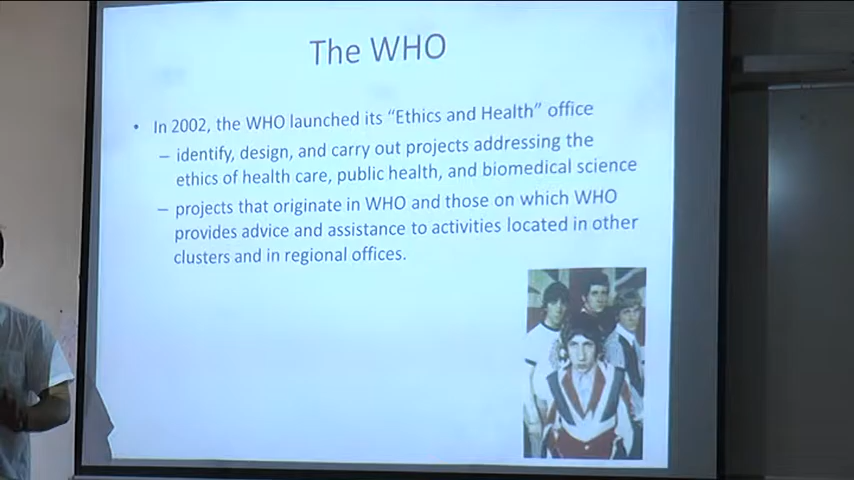 The WHO
• In 2002, the WHO launched its “Ethics and Health” office
– identify, design, and carry out projects addressing the
ethics of health care, public health, and biomedical science
– projects that originate in WHO and those on which WHO
provides advice and assistance to activities located in other
clusters and in regional offices.